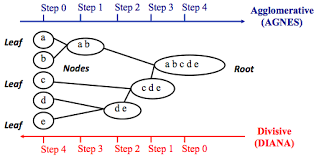 Step 0 Step 1 Step 2 Step 3 Step 4
Agglomerative
(AGNES)
Leaf a
a b
b
Nodes
a b c d e
Root
Leaf c
c d e
d
d e
Leaf e
Step 4 Step 3 Step 2 Step 1 Step 0
Divisive
(DIANA)